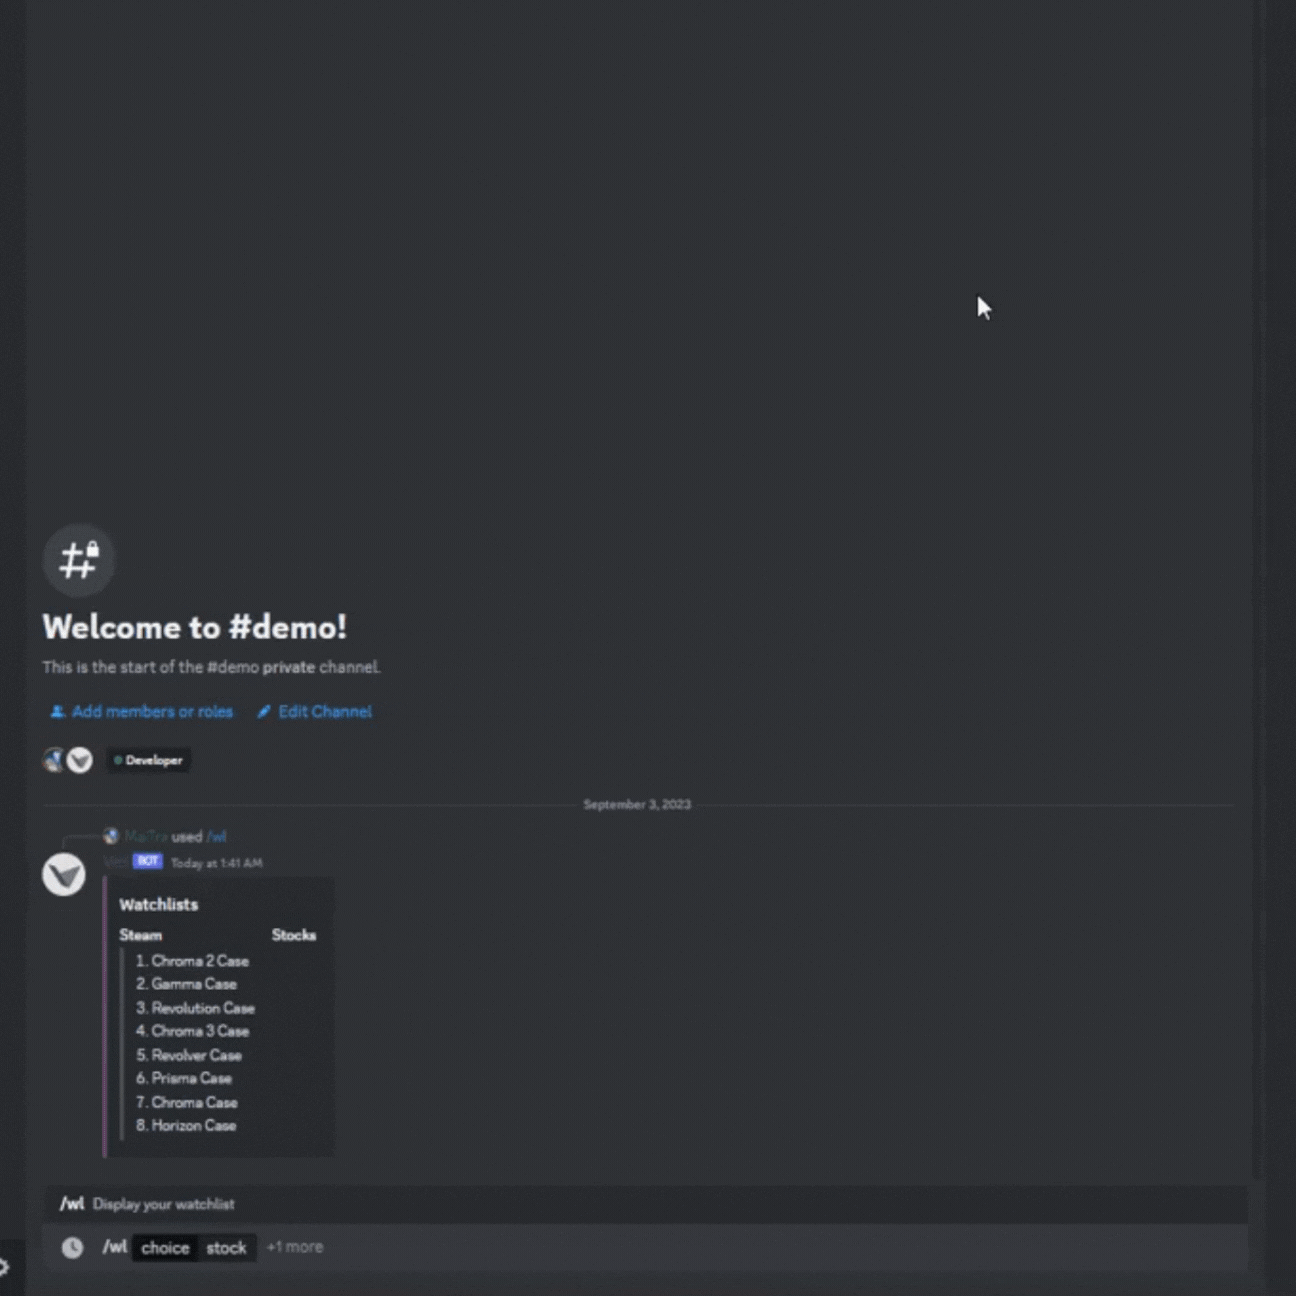 Welcome to #demo!
This is the start of the #demo private channel.
Add members or roles Edit Channel
Developer
September 3, 2023
MaiTra used /wl
BOT Today at 1:41 AM
Watchlists
Steam Stocks
1. Chroma 2 Case
2. Gamma Case
3. Revolution Case
4. Chroma 3 Case
5. Revolver Case
6. Prisma Case
7. Chroma Case
8. Horizon Case
/wl Display your watchlist
/wl choice stock +1 more